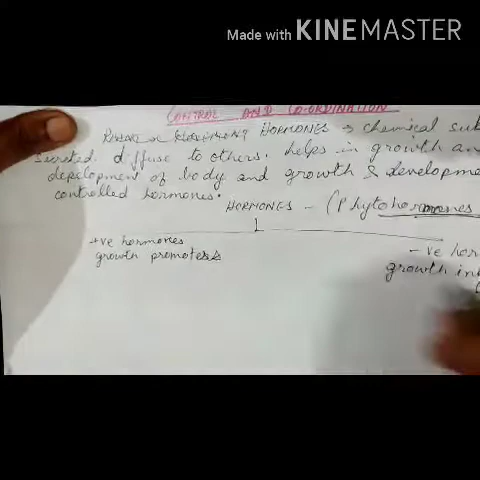 Made with KINEMASTER
CONTROL AND CO-ORDINATION
HORMONES → chemical sub
secreted diffuse to others. helps in growth an
depelopment of body and growth & developme
controlled hormones.
HORMONES - (Phytohormones
+ve hormones
growth promoters
-ve hor
growth in